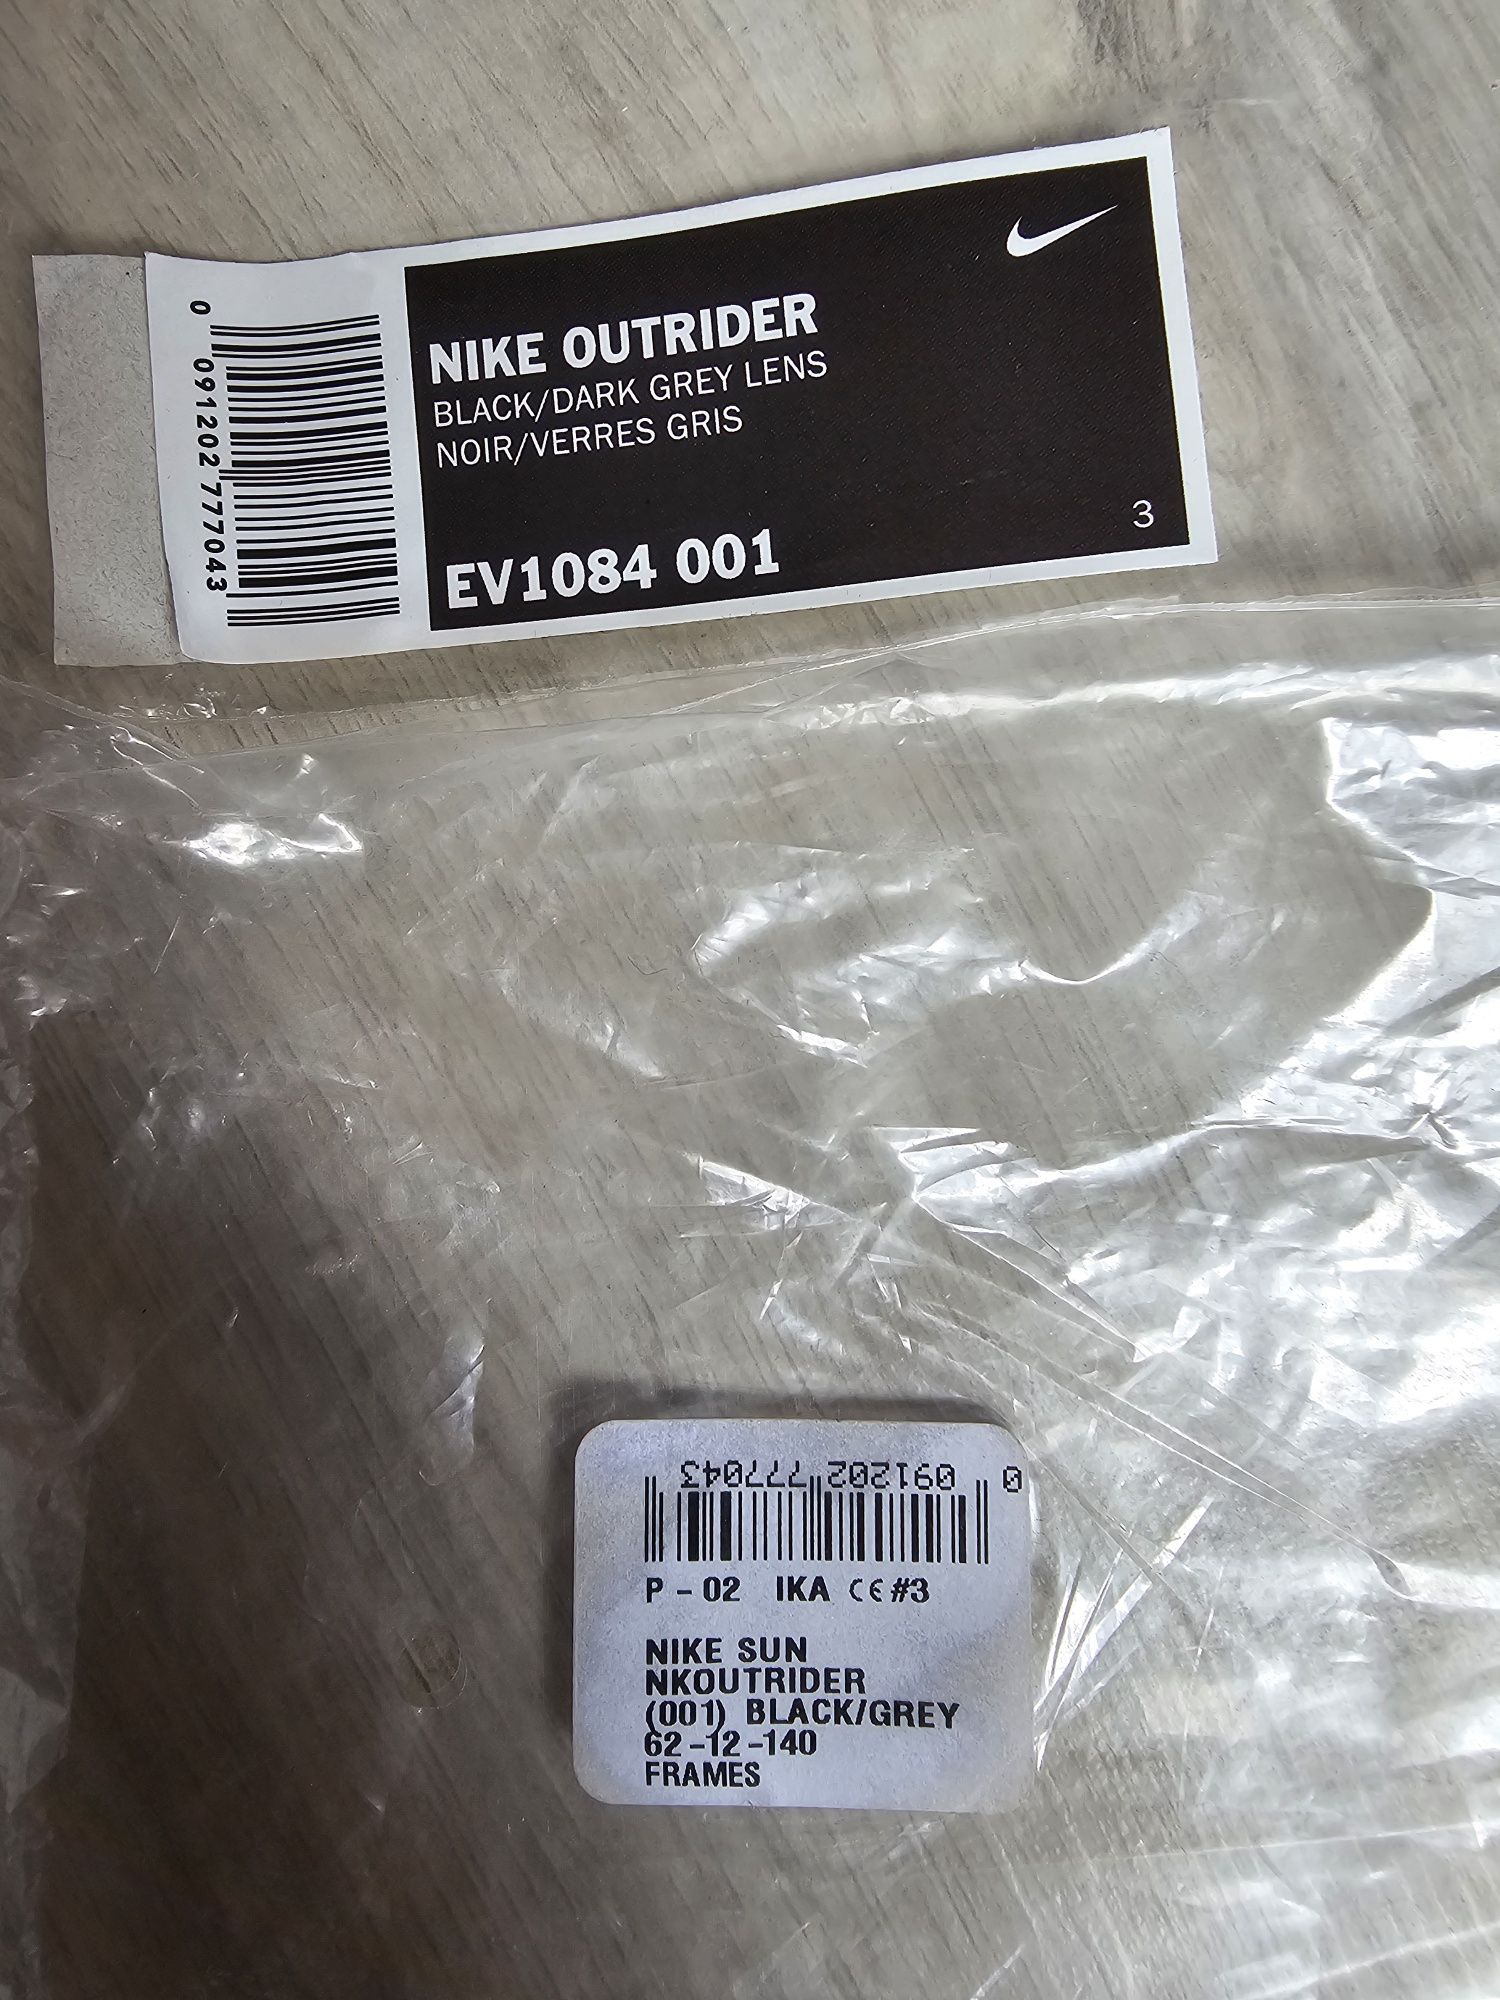 NIKE OUTRIDER
BLACK/DARK GREY LENS
NOIR/VERRES GRIS
EV1084 001
3
0 091202 777043
0 091202 777043
P - 02 IKA CE #3
NIKE SUN
NKOUTRIDER
(001) BLACK/GREY
62 -12 -140
FRAMES